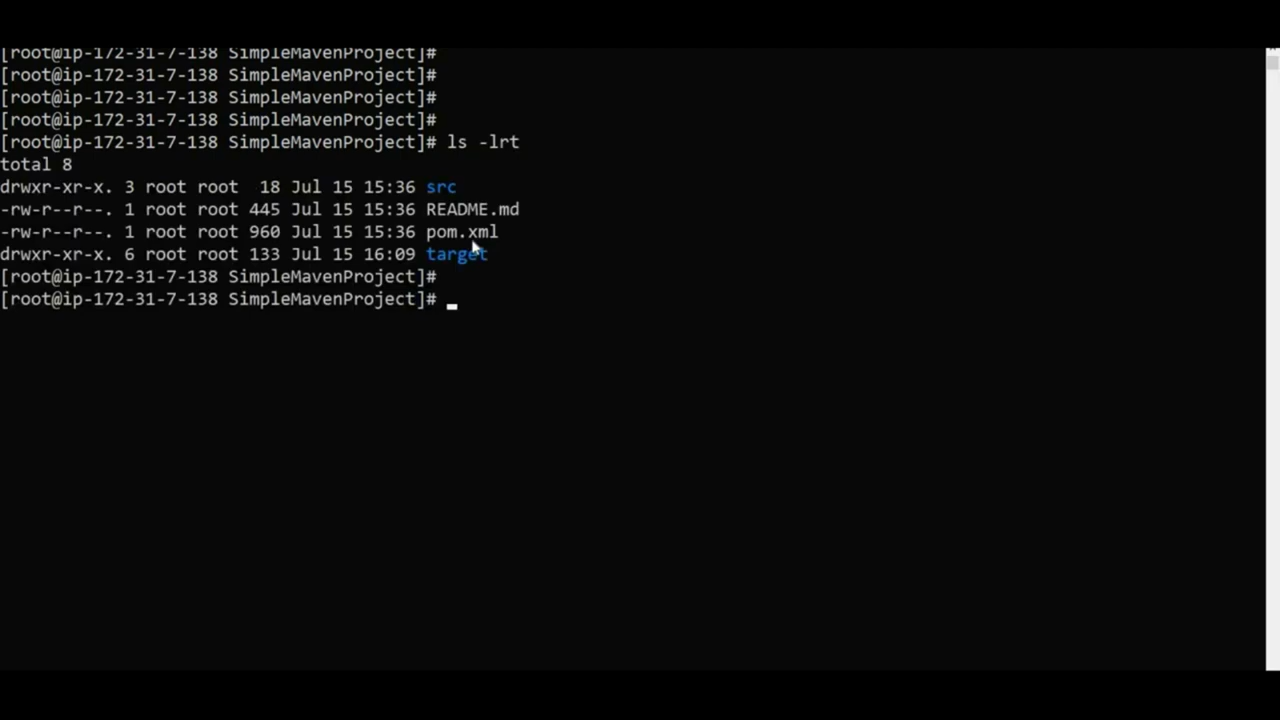 [root@ip-172-31-7-138 SimpleMavenProject]#
[root@ip-172-31-7-138 SimpleMavenProject]#
[root@ip-172-31-7-138 SimpleMavenProject]#
[root@ip-172-31-7-138 SimpleMavenProject]#
[root@ip-172-31-7-138 SimpleMavenProject]# ls -lrt
total 8
drwxr-xr-x. 3 root root  18 Jul 15 15:36 src
-rw-r--r--. 1 root root 445 Jul 15 15:36 README.md
-rw-r--r--. 1 root root 960 Jul 15 15:36 pom.xml
drwxr-xr-x. 6 root root 133 Jul 15 16:09 target
[root@ip-172-31-7-138 SimpleMavenProject]#
[root@ip-172-31-7-138 SimpleMavenProject]#